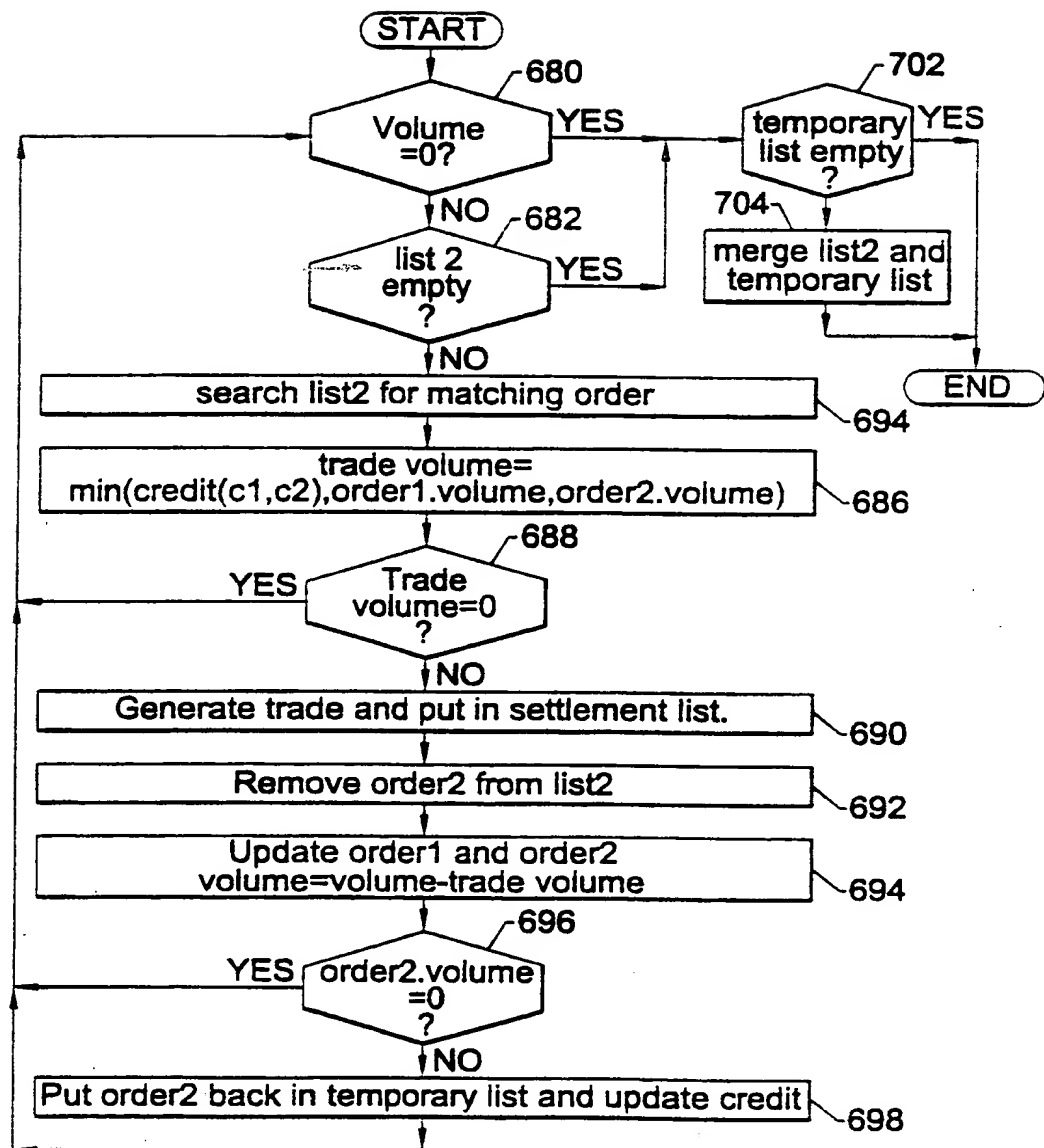 START
680
Volume
=0?
YES
NO
702
temporary
list empty
?
YES
682
list 2
empty
?
YES
NO
704
merge list2 and
temporary list
END
search list2 for matching order
694
trade volume=
min(credit(c1,c2),order1.volume,order2.volume)
686
688
Trade
volume=0
?
YES
NO
Generate trade and put in settlement list.
690
Remove order2 from list2
692
Update order1 and order2
volume=volume-trade volume
694
696
order2.volume
=0
?
YES
NO
Put order2 back in temporary list and update credit
698